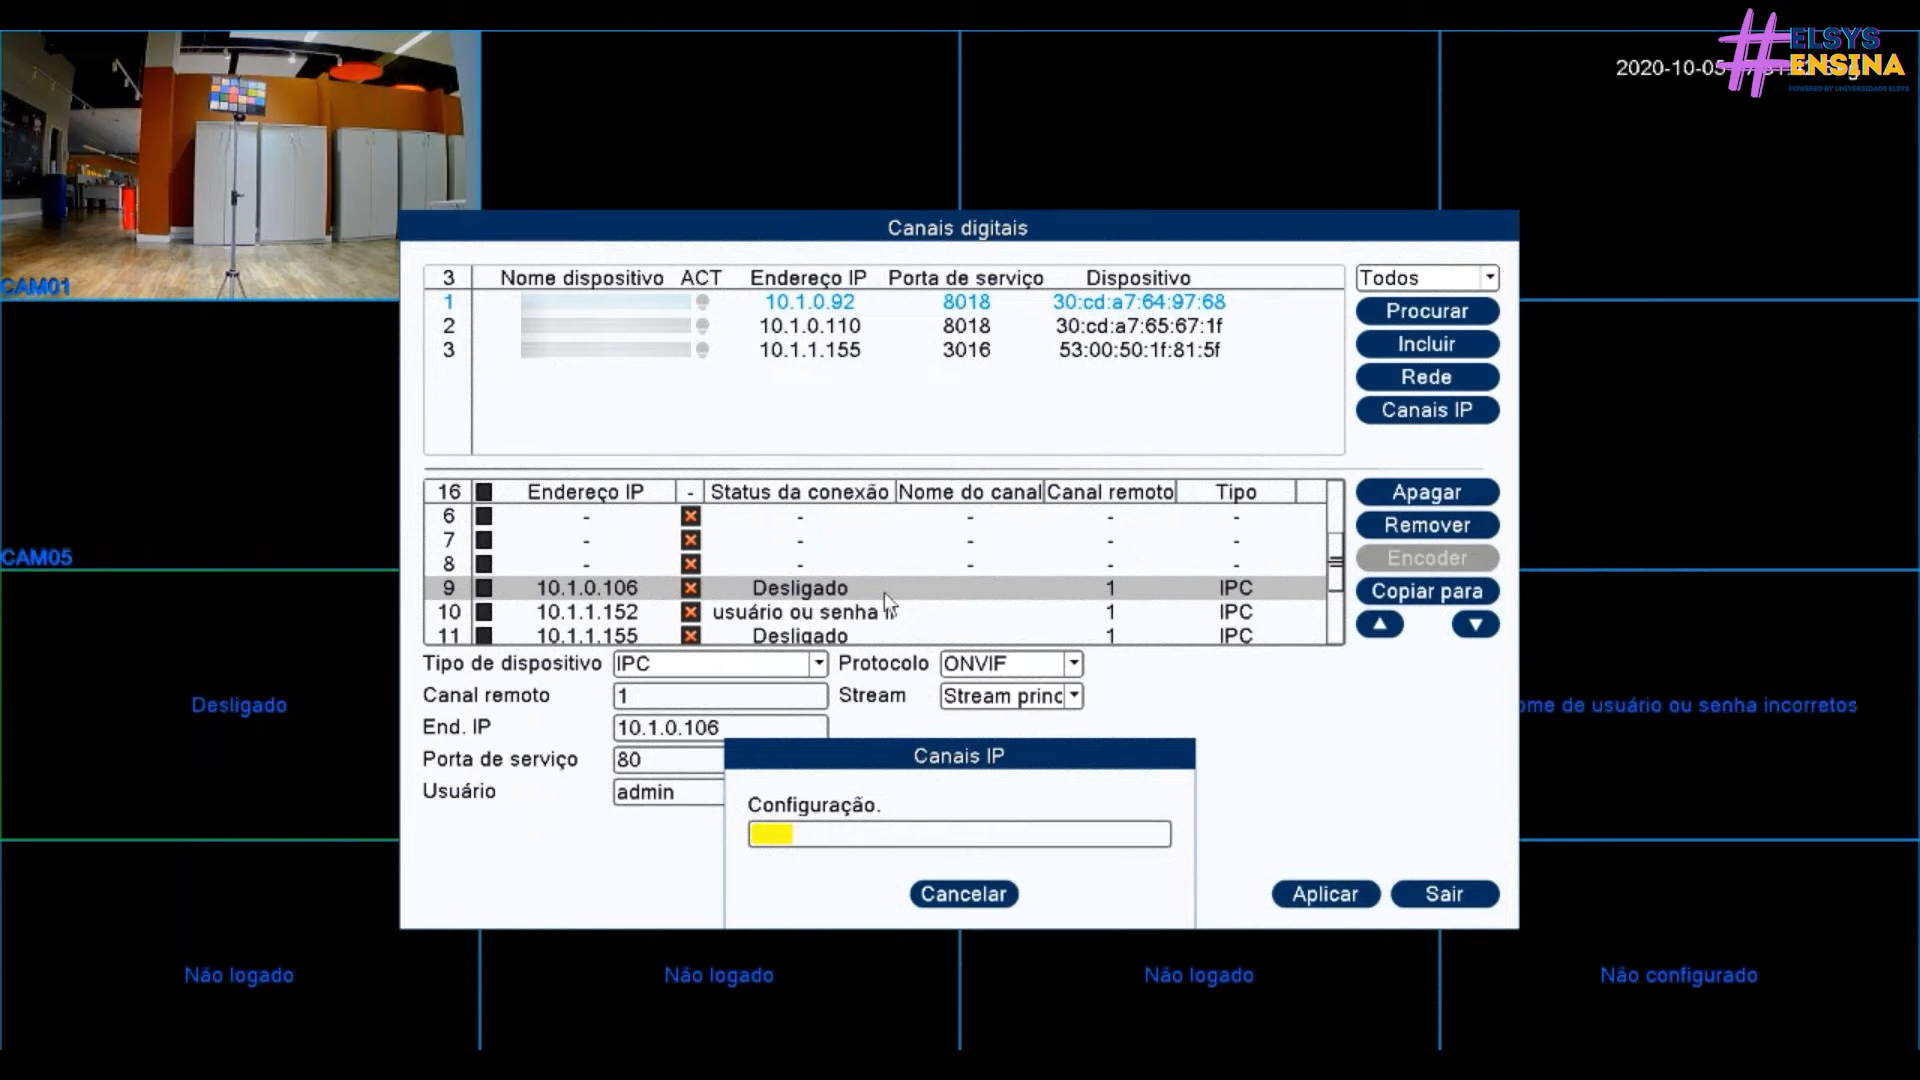 #ELSYS
ENSINA
POWERED BY UNIVERSIDADE ELSYS
2020-10-05
CAM01
Canais digitais
3 Nome dispositivo ACT Endereço IP Porta de serviço Dispositivo
Todos
1 10.1.0.92 8018 30:cd:a7:64:97:68
Procurar
2 10.1.0.110 8018 30:cd:a7:65:67:1f
3 10.1.1.155 3016 53:00:50:1f:81:5f
Incluir
Rede
Canais IP
16 Endereço IP - Status da conexão Nome do canal Canal remoto Tipo
Apagar
6 - - - - -
Remover
7 - - - - -
8 - - - - -
Encoder
9 10.1.0.106 Desligado 1 IPC
Copiar para
10 10.1.1.152 usuário ou senha 1 IPC
11 10.1.1.155 Desligado 1 IPC
Tipo de dispositivo IPC Protocolo ONVIF
Canal remoto 1 Stream Stream princ
End. IP 10.1.0.106
Porta de serviço 80
Usuário admin
Canais IP
Configuração.
Cancelar
Aplicar Sair
CAM05
Desligado
ome de usuário ou senha incorretos
Não logado
Não logado
Não logado
Não configurado